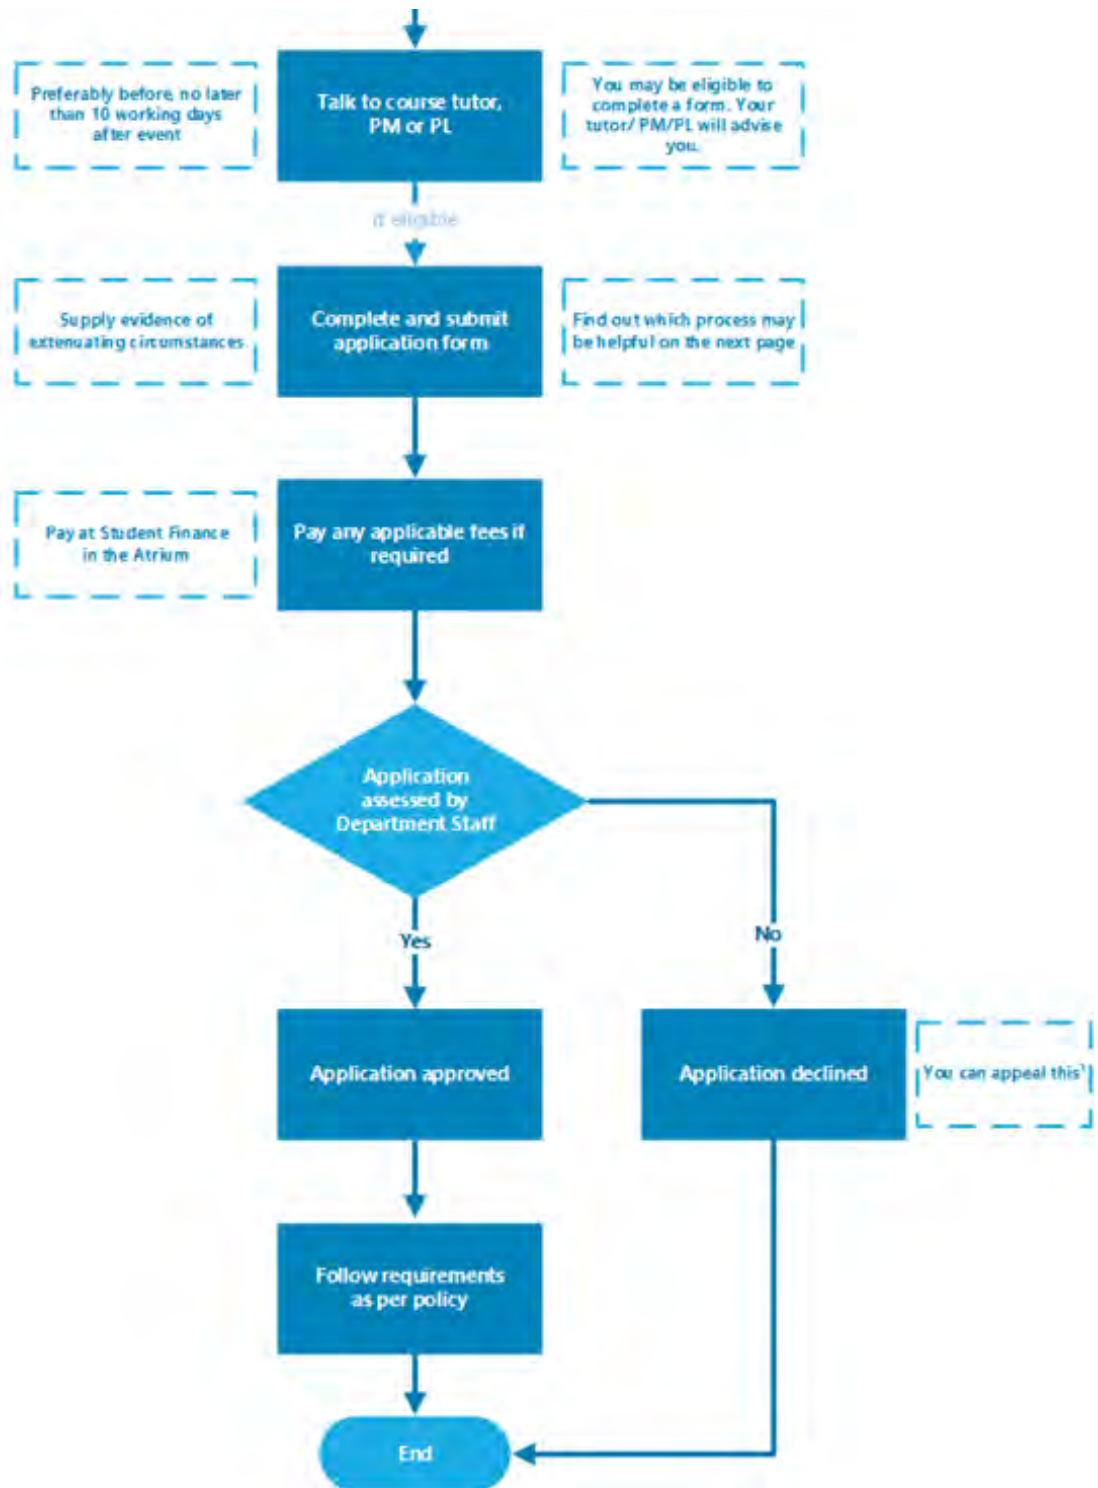 Preferably before, no later
than 10 working days
after event
Talk to course tutor,
PM or PL
You may be eligible to
complete a form. Your
tutor/ PM/PL will advise
you.
if eligible
Supply evidence of
extenuating circumstances
Complete and submit
application form
Find out which process may
be helpful on the next page
Pay at Student Finance
in the Atrium
Pay any applicable fees if
required
Application
assessed by
Department Staff
Yes
No
Application approved
Application declined
You can appeal this¹
Follow requirements
as per policy
End